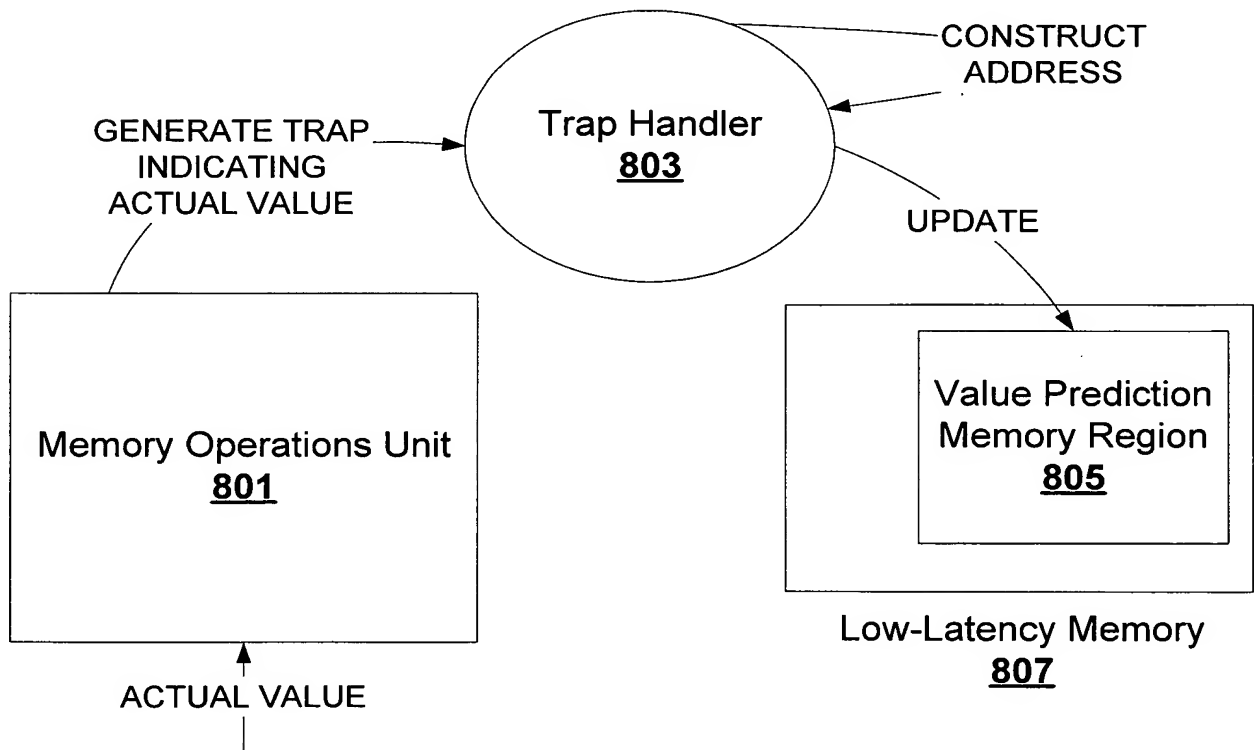 CONSTRUCT
ADDRESS
Trap Handler
803
GENERATE TRAP
INDICATING
ACTUAL VALUE
UPDATE
Memory Operations Unit
801
Value Prediction
Memory Region
805
Low-Latency Memory
807
ACTUAL VALUE